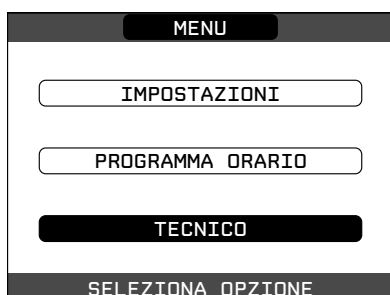 MENU
IMPOSTAZIONI
PROGRAMMA ORARIO
TECNICO
SELEZIONA OPZIONE